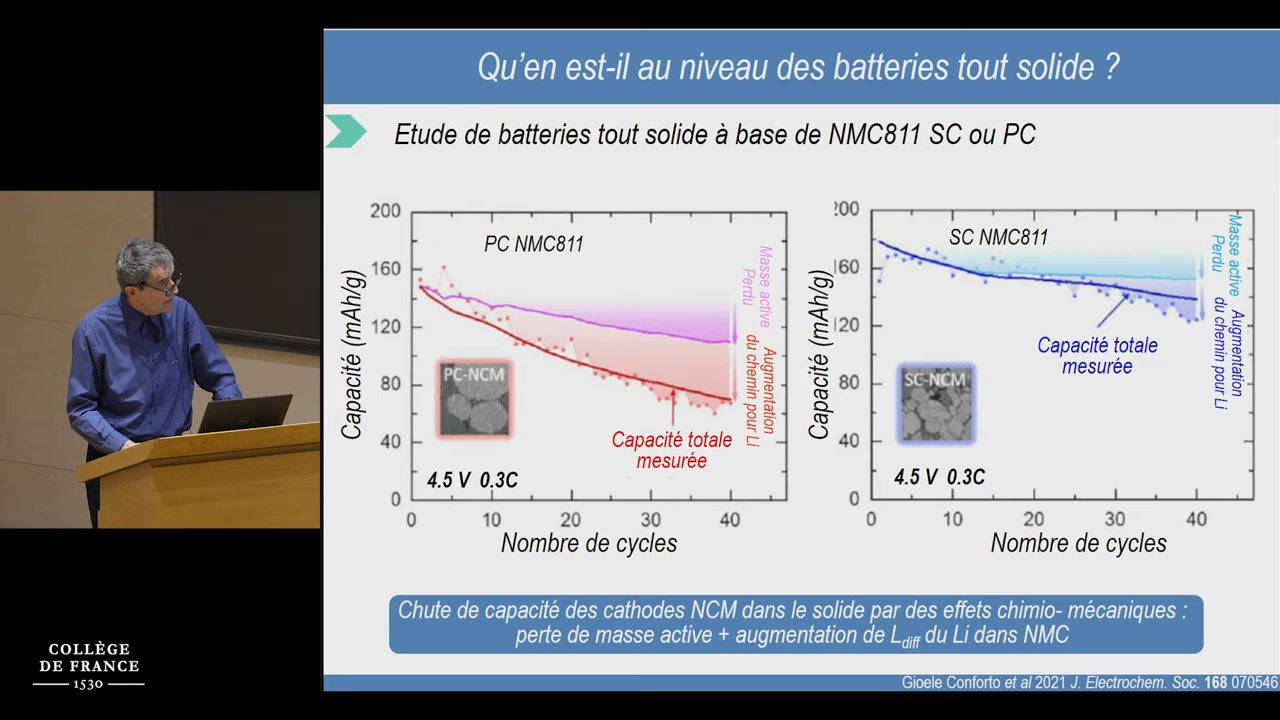 Qu'en est-il au niveau des batteries tout solide ?
Etude de batteries tout solide à base de NMC811 SC ou PC
200
160
120
80
40
0
0
10
20
30
40
Capacité (mAh/g)
Nombre de cycles
PC NMC811
PC-NCM
4.5 V 0.3C
Capacité totale
mesurée
Masse active
Perdu
Augmentation
du chemin pour Li
200
160
120
80
40
0
0
10
20
30
40
Capacité (mAh/g)
Nombre de cycles
SC NMC811
SC-NCM
4.5 V 0.3C
Capacité totale
mesurée
Masse active
Perdu
Augmentation
du chemin pour Li
Chute de capacité des cathodes NCM dans le solide par des effets chimio- mécaniques :
perte de masse active + augmentation de Ldiff du Li dans NMC
Gioele Conforto et al 2021 J. Electrochem. Soc. 168 070546
COLLÈGE
DE FRANCE
1530